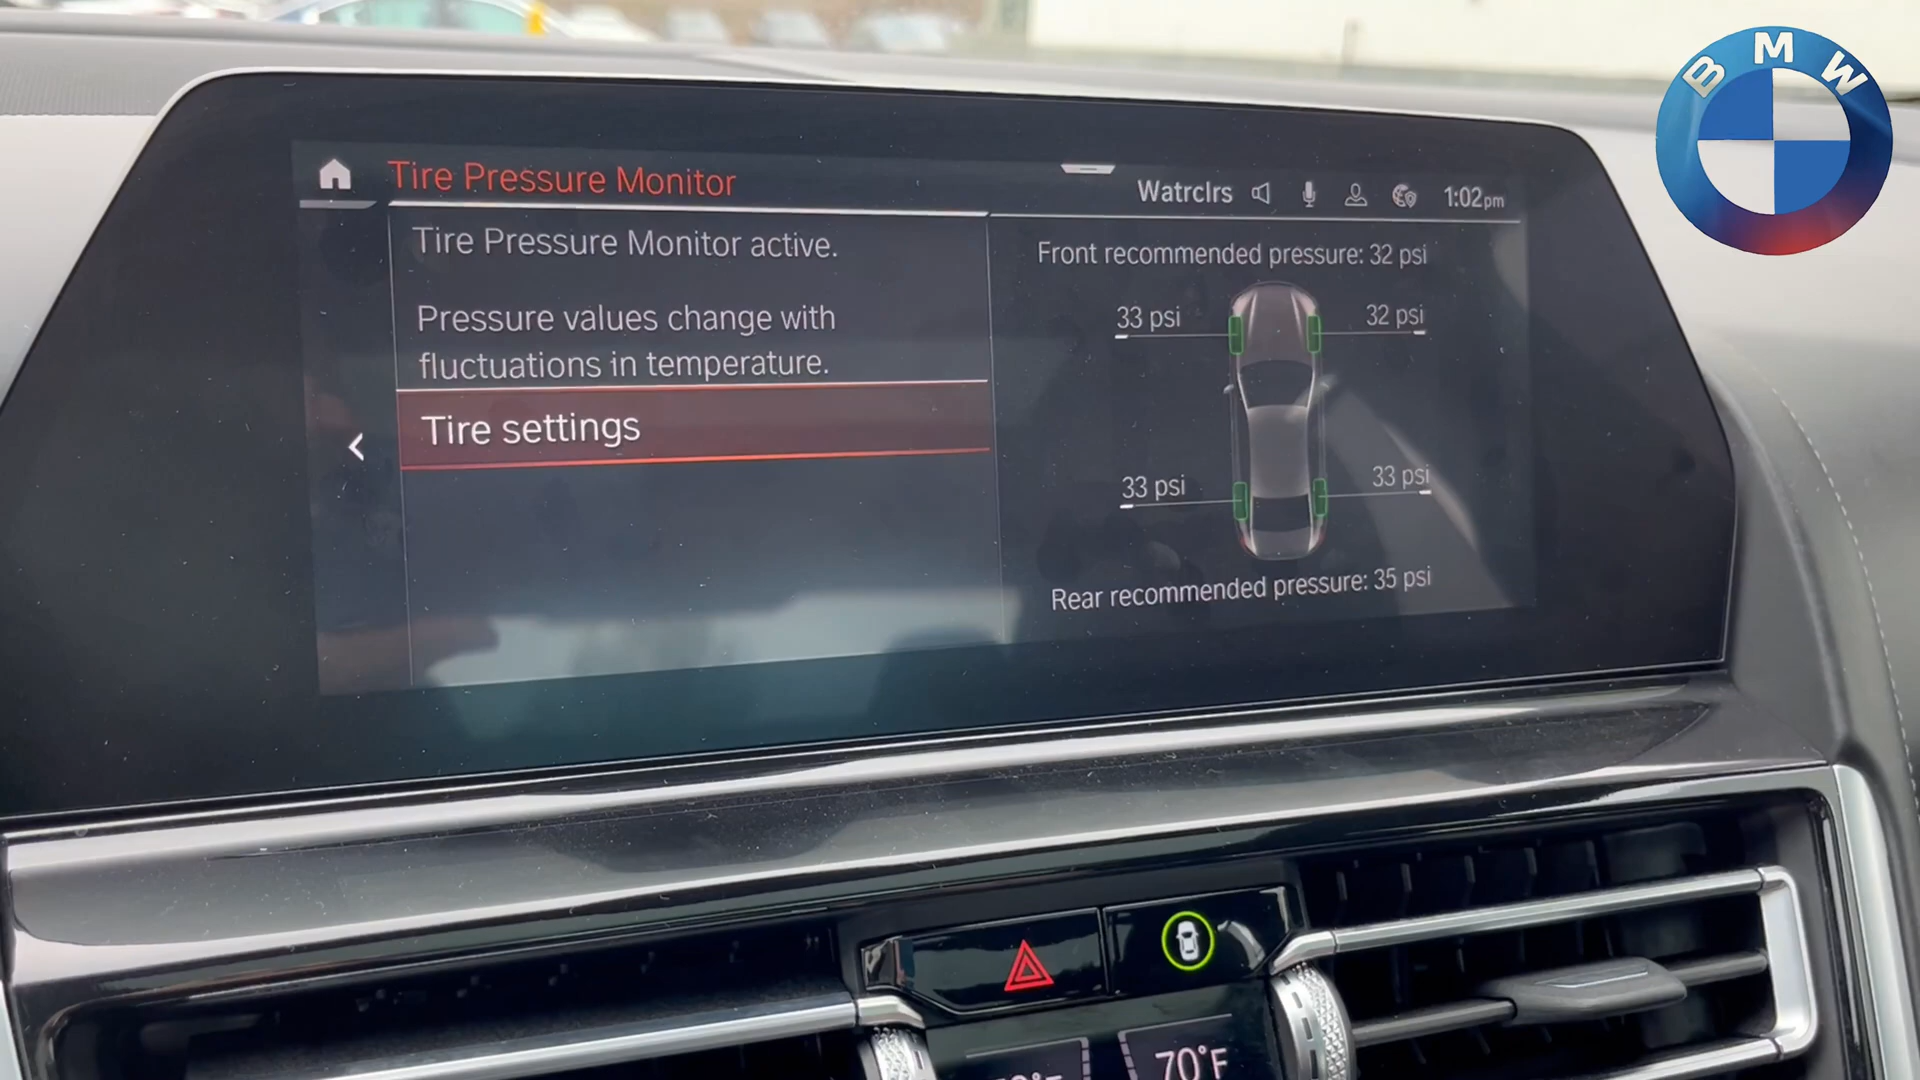 BMW
Tire Pressure Monitor
Watrclrs 1:02pm
Tire Pressure Monitor active.
Pressure values change with
fluctuations in temperature.
Tire settings
Front recommended pressure: 32 psi
33 psi 32 psi
33 psi 33 psi
Rear recommended pressure: 35 psi
70°F